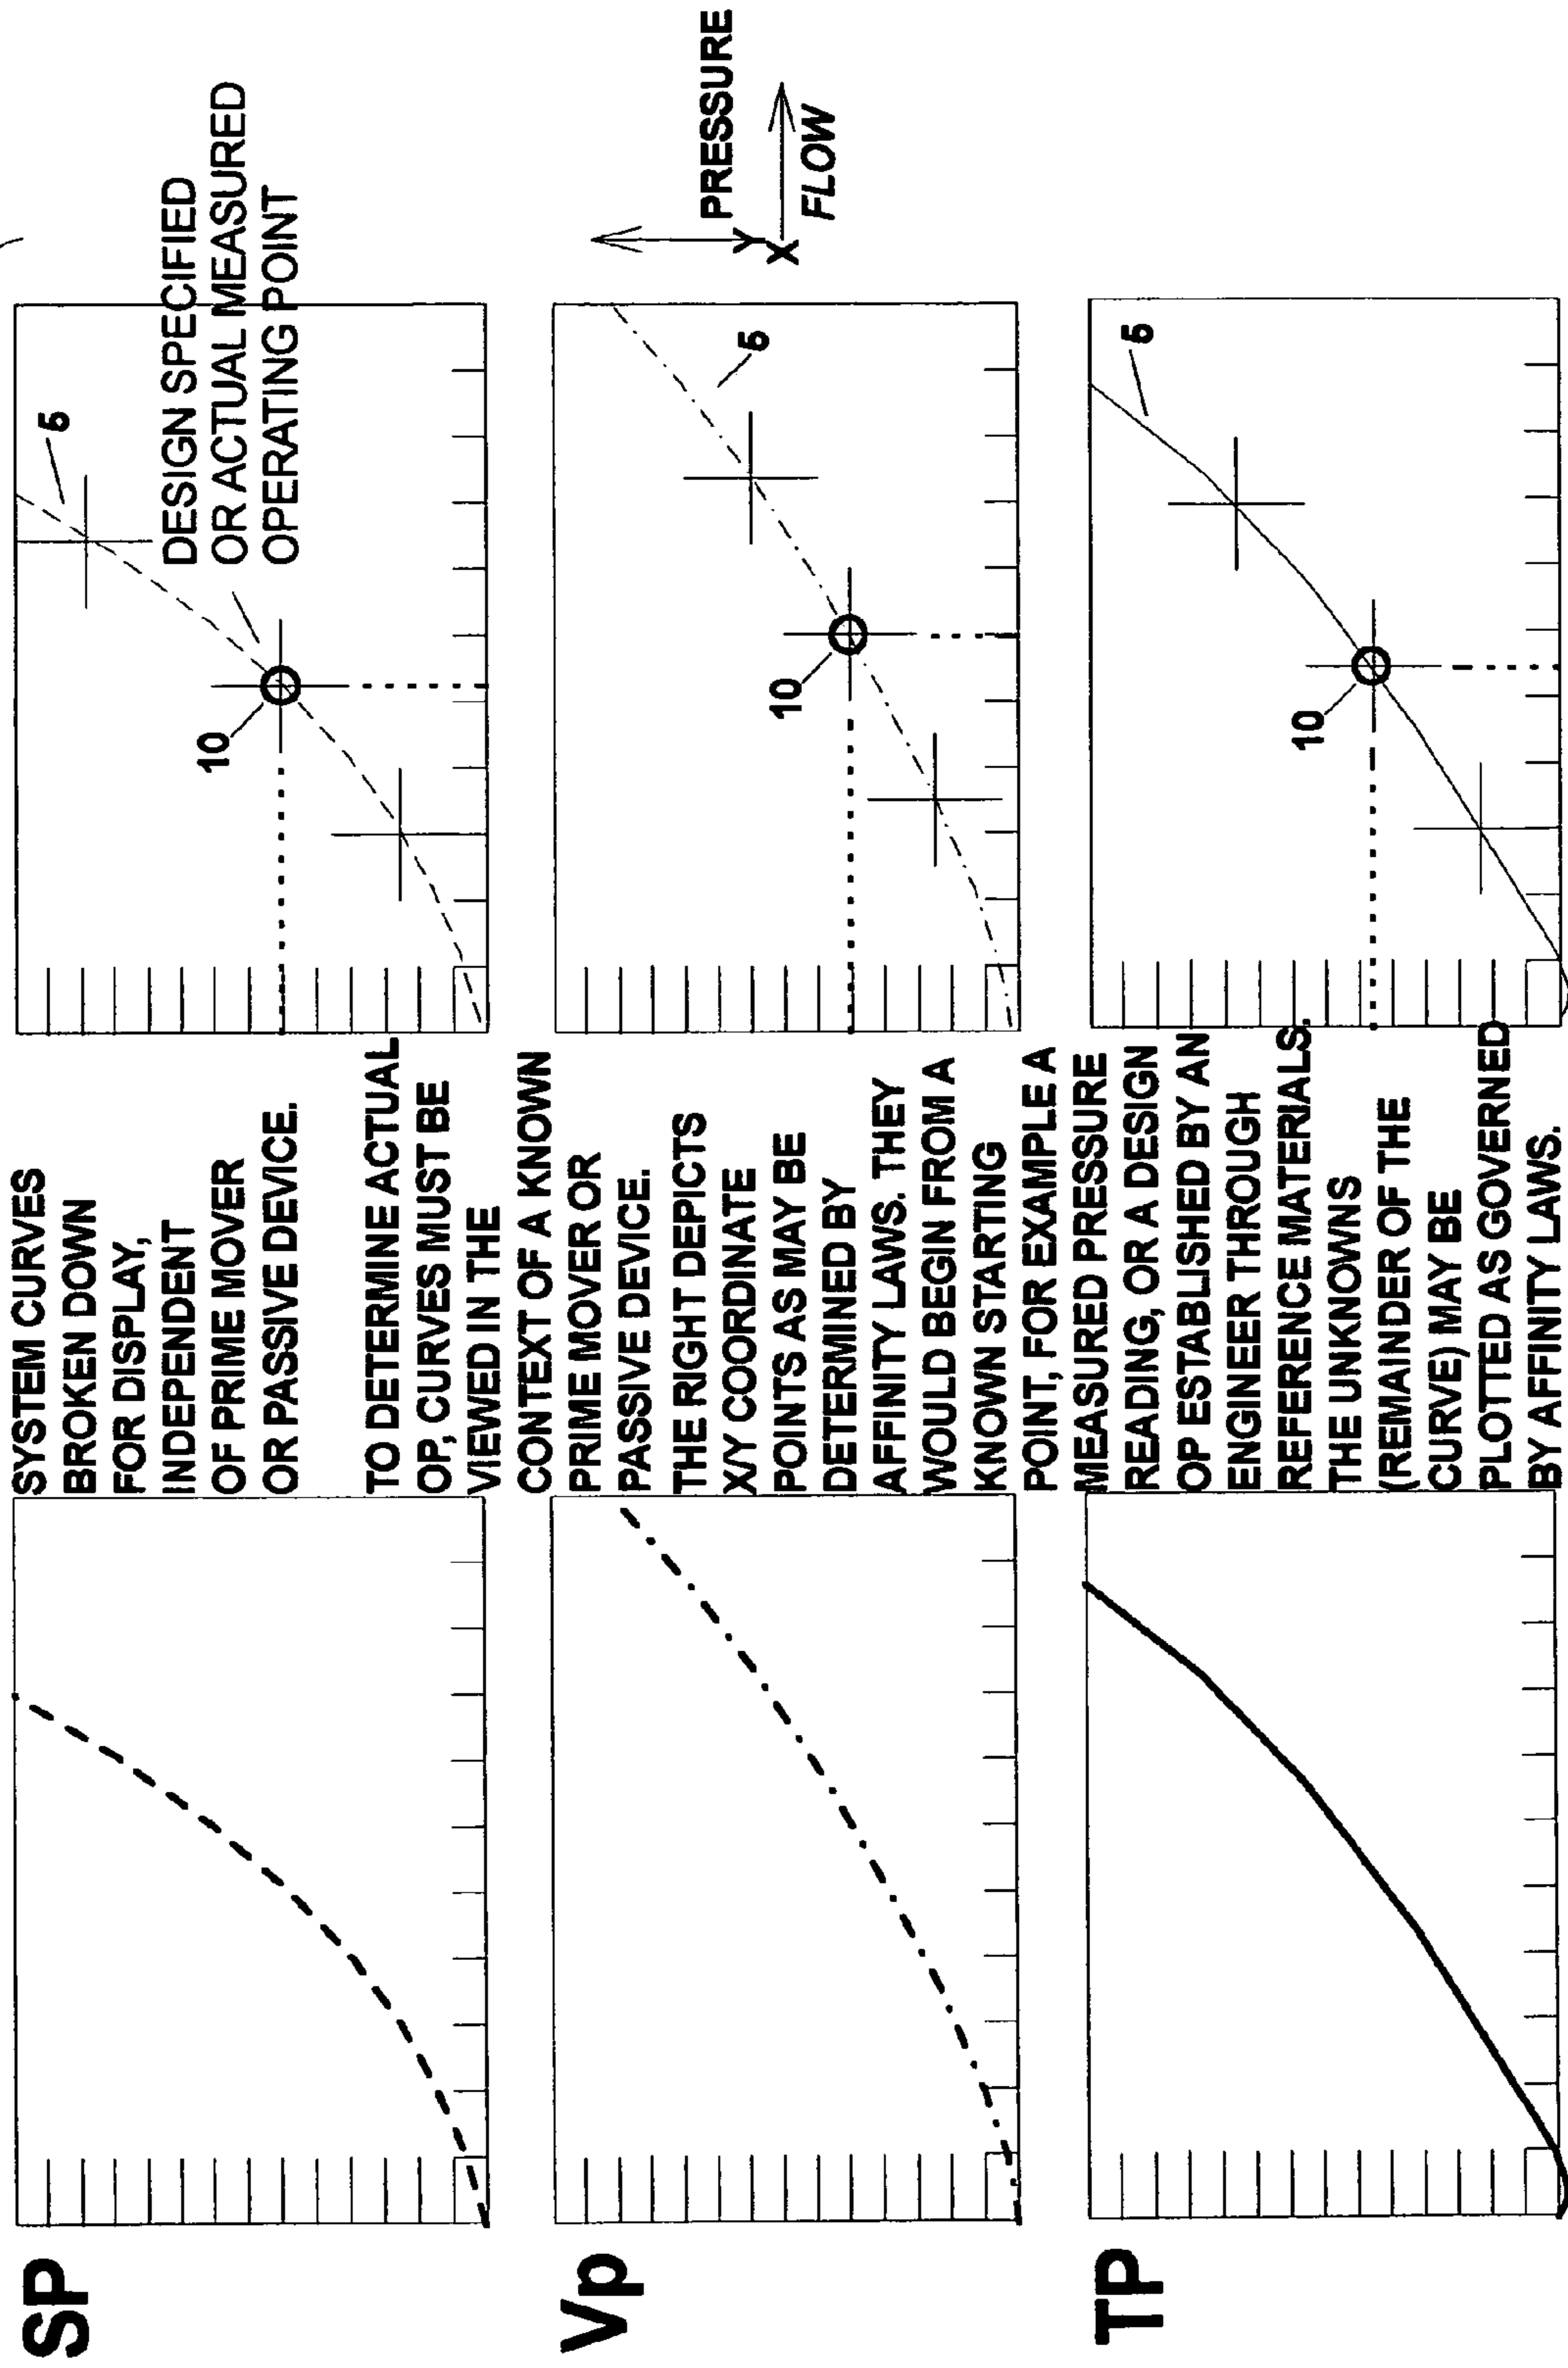 SP
SYSTEM CURVES
BROKEN DOWN
FOR DISPLAY,
INDEPENDENT
OF PRIME MOVER
OR PASSIVE DEVICE.
TO DETERMINE ACTUAL
OP, CURVES MUST BE
VIEWED IN THE
CONTEXT OF A KNOWN
PRIME MOVER OR
PASSIVE DEVICE.
THE RIGHT DEPICTS
X/Y COORDINATE
POINTS AS MAY BE
DETERMINED BY
AFFINITY LAWS. THEY
WOULD BEGIN FROM A
KNOWN STARTING
POINT, FOR EXAMPLE A
MEASURED PRESSURE
READING, OR A DESIGN
OP ESTABLISHED BY AN
ENGINEER THROUGH
REFERENCE MATERIALS.
THE UNKNOWNS
(REMAINDER OF THE
CURVE) MAY BE
PLOTTED AS GOVERNED
BY AFFINITY LAWS.
5
10
DESIGN SPECIFIED
OR ACTUAL MEASURED
OPERATING POINT
Vp
5
10
PRESSURE
Y
X
FLOW
TP
5
10